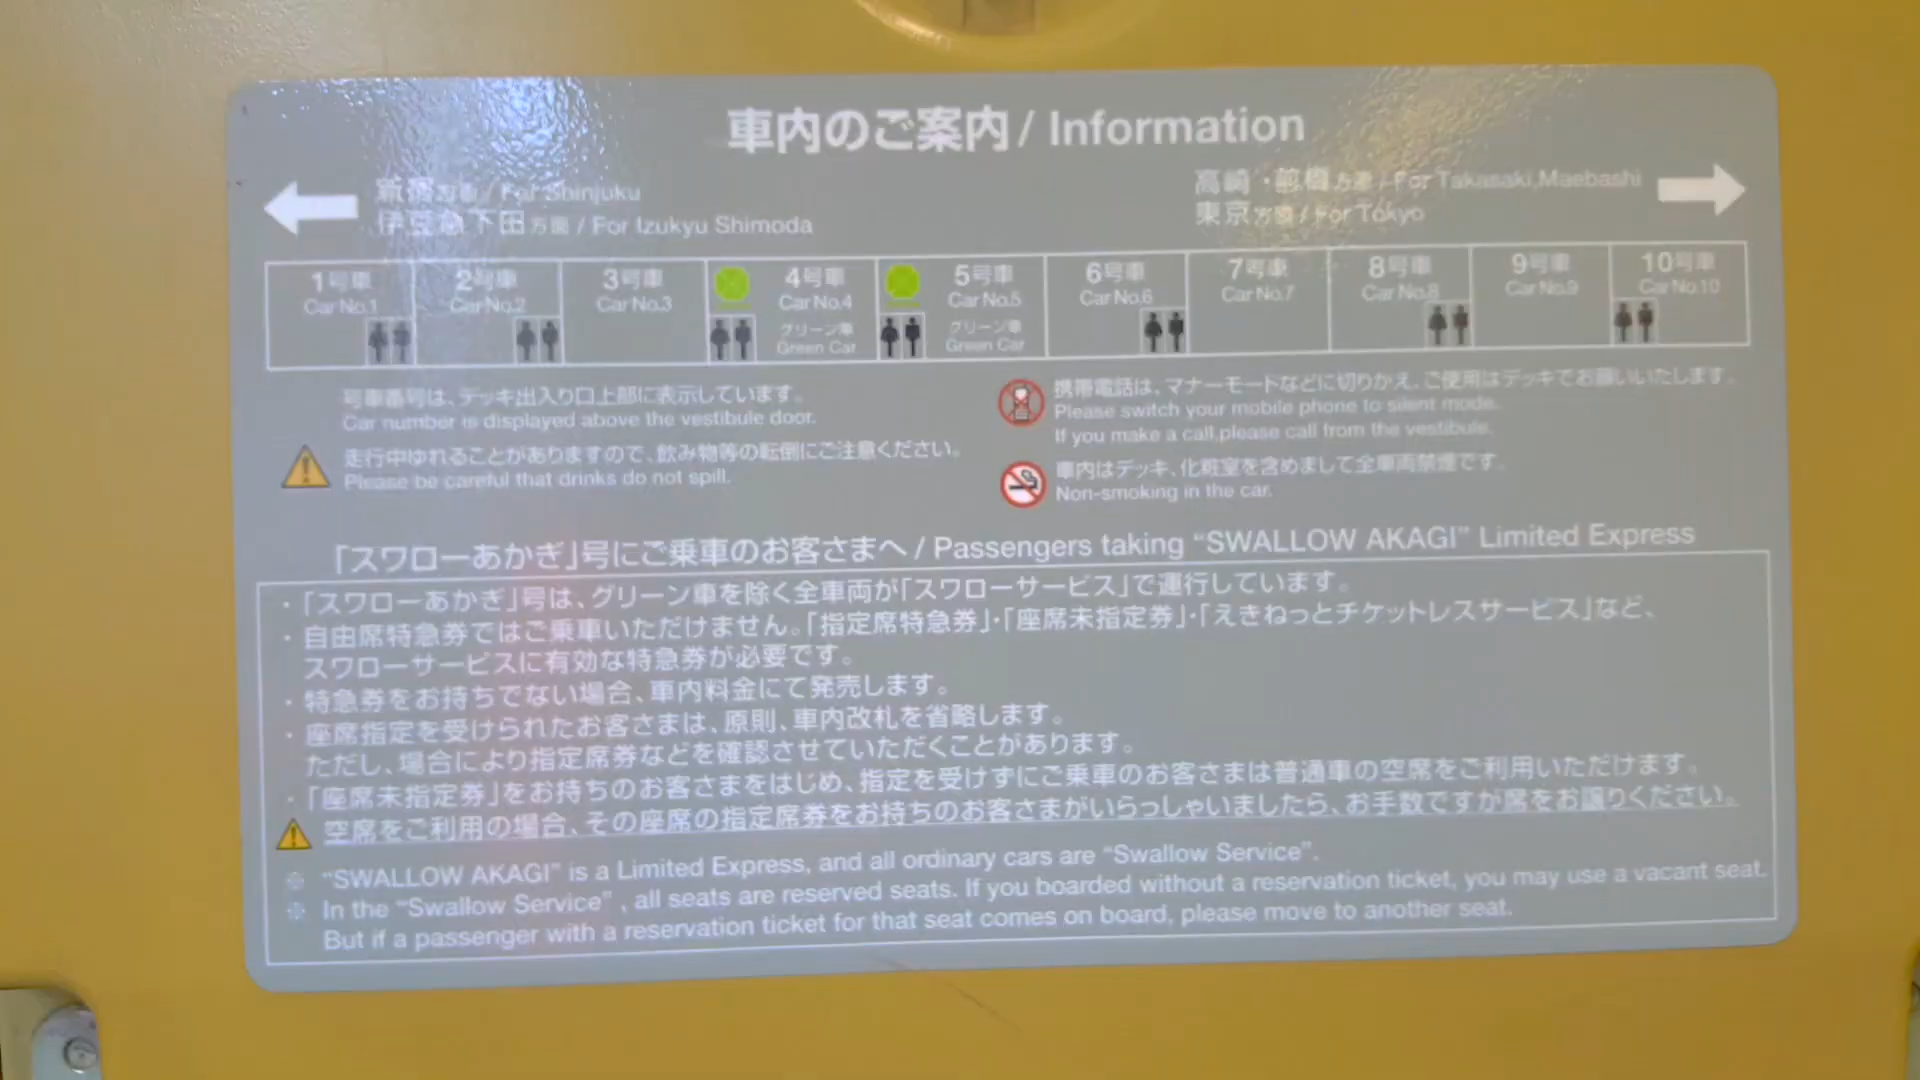 車内のご案内 / Information
新宿方面 / For Shinjuku
伊豆急下田方面 / For Izukyu Shimoda
高崎・前橋方面 / For Takasaki,Maebashi
東京方面 / For Tokyo
1号車 2号車 3号車 4号車 5号車 6号車 7号車 8号車 9号車 10号車
Car No.1 Car No.2 Car No.3 Car No.4 Car No.5 Car No.6 Car No.7 Car No.8 Car No.9 Car No.10
グリーン車 グリーン車
Green Car Green Car
号車番号は、デッキ出入り口上部に表示しています。
Car number is displayed above the vestibule door.
走行中ゆれることがありますので、飲み物等の転倒にご注意ください。
Please be careful that drinks do not spill.
携帯電話は、マナーモードなどに切りかえ、ご使用はデッキでお願いいたします。
Please switch your mobile phone to silent mode.
If you make a call,please call from the vestibule.
車内はデッキ、化粧室を含めまして全車両禁煙です。
Non-smoking in the car.
「スワローあかぎ」号にご乗車のお客さまへ / Passengers taking “SWALLOW AKAGI” Limited Express
・「スワローあかぎ」号は、グリーン車を除く全車両が「スワローサービス」で運行しています。
・自由席特急券ではご乗車いただけません。「指定席特急券」・「座席未指定券」・「えきねっとチケットレスサービス」など、
スワローサービスに有効な特急券が必要です。
・特急券をお持ちでない場合、車内料金にて発売します。
・座席指定を受けられたお客さまは、原則、車内改札を省略します。
ただし、場合により指定席券などを確認させていただくことがあります。
・「座席未指定券」をお持ちのお客さまをはじめ、指定を受けずにご乗車のお客さまは普通車の空席をご利用いただけます。
空席をご利用の場合、その座席の指定席券をお持ちのお客さまがいらっしゃいましたら、お手数ですが席をお譲りください。
“SWALLOW AKAGI” is a Limited Express, and all ordinary cars are “Swallow Service”.
In the “Swallow Service” , all seats are reserved seats. If you boarded without a reservation ticket, you may use a vacant seat.
But if a passenger with a reservation ticket for that seat comes on board, please move to another seat.